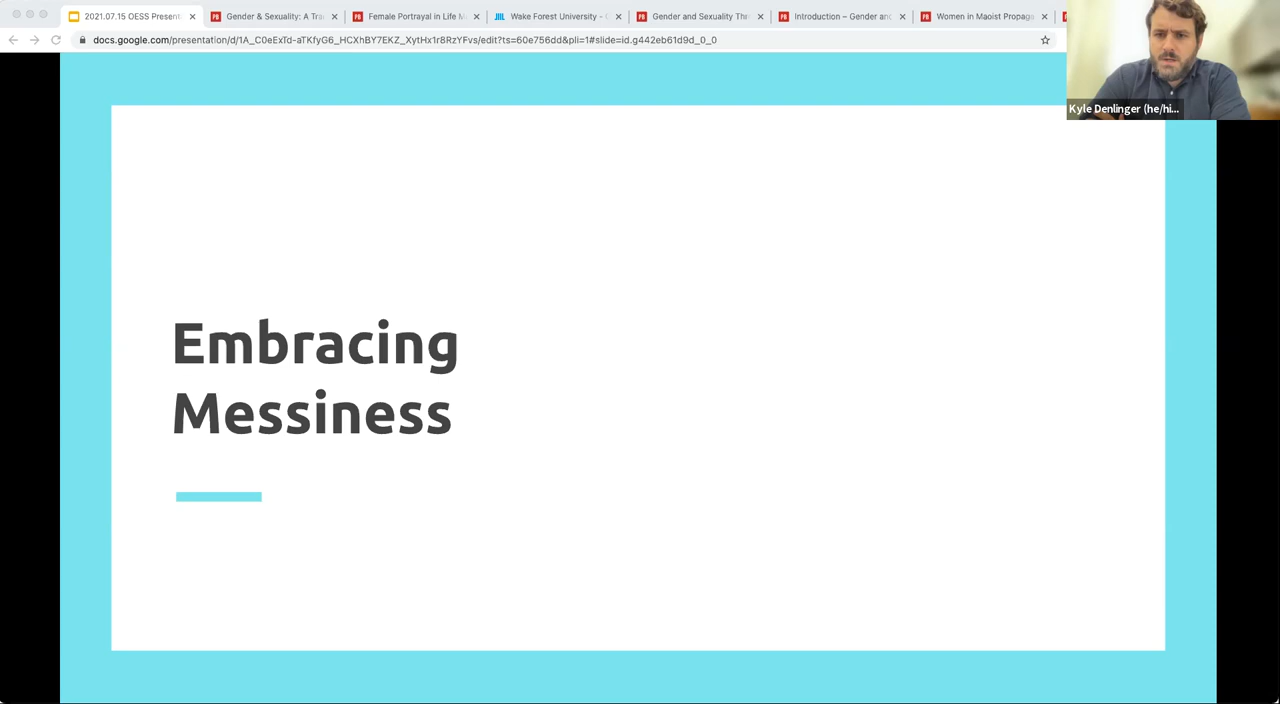 2021.07.15 OESS Present
Gender & Sexuality: A Tra
Female Portrayal in Life M
Wake Forest University - 
Gender and Sexuality Thr
Introduction – Gender and
Women in Maoist Propaga
docs.google.com/presentation/d/1A_C0eExTd-aTKfyG6_HCXhBY7EKZ_XytHx1r8RzYFvs/edit?ts=60e756dd&pli=1#slide=id.g442eb61d9d_0_0
Kyle Denlinger (he/hi...
Embracing
Messiness